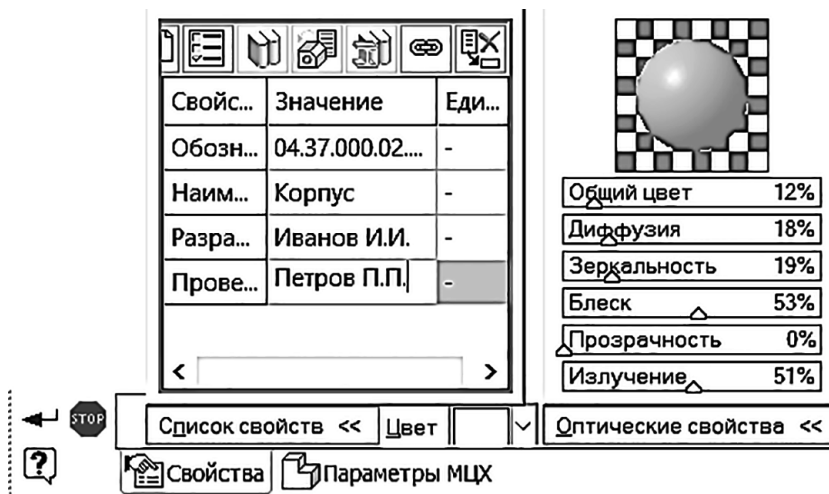 Свойс... Значение Еди...
Обозн... 04.37.000.02.... -
Наим... Корпус -
Разра... Иванов И.И. -
Прове... Петров П.П. -
< >
Общий цвет 12%
Диффузия 18%
Зеркальность 19%
Блеск 53%
Прозрачность 0%
Излучение 51%
STOP
Список свойств << Цвет Оптические свойства <<
Свойства Параметры МЦХ